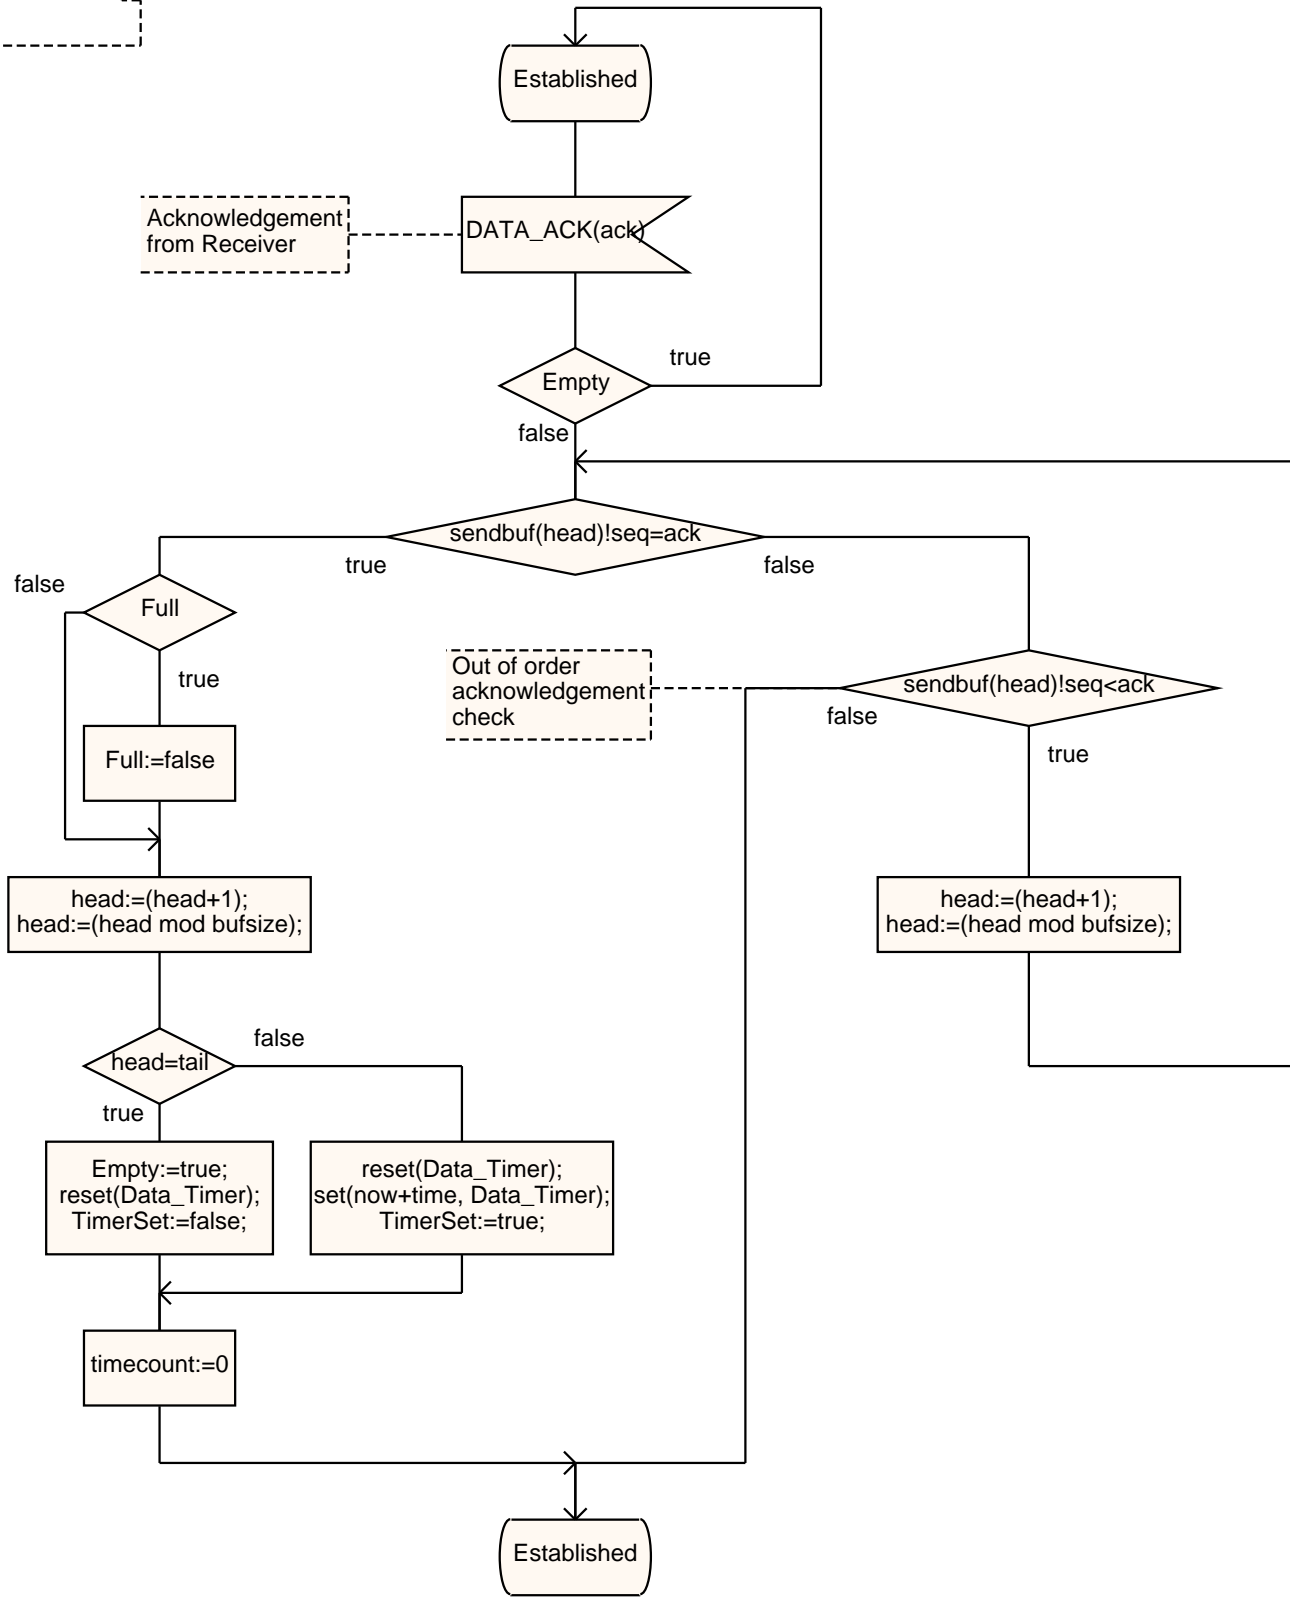 Established
Acknowledgement
from Receiver
DATA_ACK(ack)
true
Empty
false
sendbuf(head)!seq=ack
true
false
false
Full
true
Out of order
acknowledgement
check
sendbuf(head)!seq<ack
false
true
Full:=false
head:=(head+1);
head:=(head mod bufsize);
head:=(head+1);
head:=(head mod bufsize);
false
head=tail
true
Empty:=true;
reset(Data_Timer);
TimerSet:=false;
reset(Data_Timer);
set(now+time, Data_Timer);
TimerSet:=true;
timecount:=0
Established